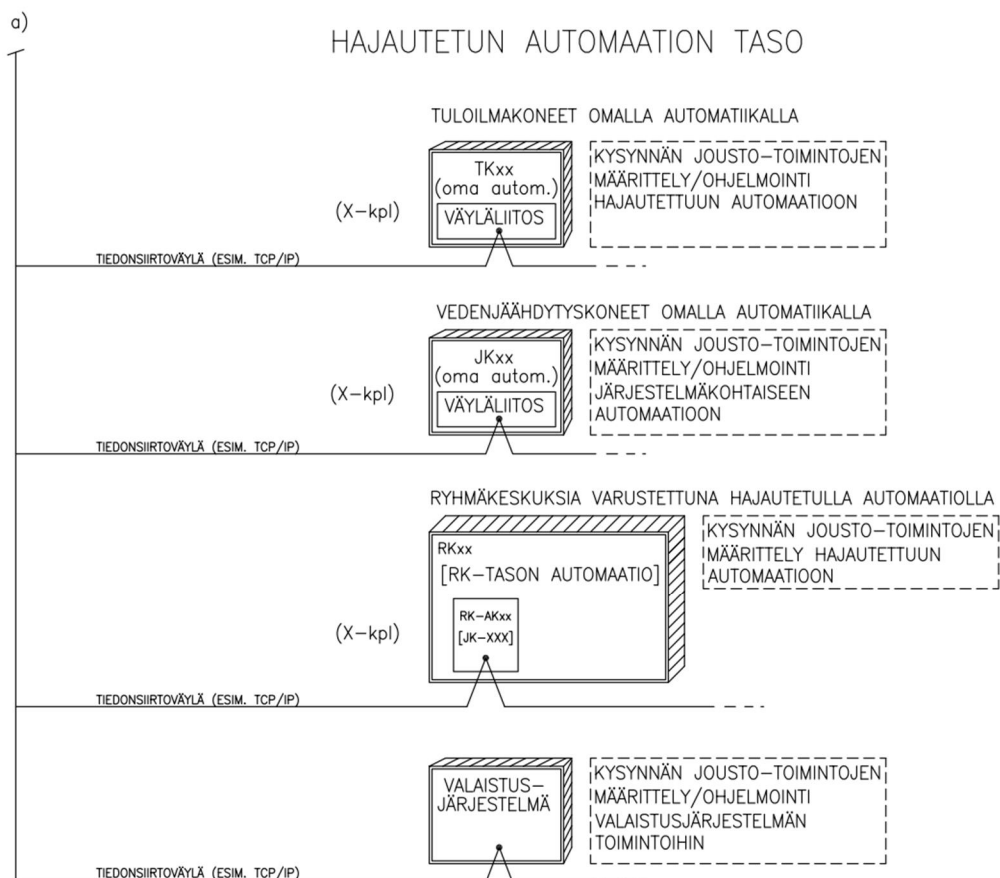 a)
HAJAUTETUN AUTOMAATION TASO
TULOILMAKONEET OMALLA AUTOMATIIKALLA
TKxx
(oma autom.)
VÄYLÄLIITOS
(X-kpl)
KYSYNNÄN JOUSTO-TOIMINTOJEN
MÄÄRITTELY/OHJELMOINTI
HAJAUTETTUUN AUTOMAATIOON
TIEDONSIIRTOVÄYLÄ (ESIM. TCP/IP)
VEDENJÄÄHDYTYSKONEET OMALLA AUTOMATIIKALLA
JKxx
(oma autom.)
VÄYLÄLIITOS
(X-kpl)
KYSYNNÄN JOUSTO-TOIMINTOJEN
MÄÄRITTELY/OHJELMOINTI
JÄRJESTELMÄKOHTAISEEN
AUTOMAATIOON
TIEDONSIIRTOVÄYLÄ (ESIM. TCP/IP)
RYHMÄKESKUKSIA VARUSTETTUNA HAJAUTETULLA AUTOMAATIOLLA
RKxx
[RK-TASON AUTOMAATIO]
RK-AKxx
[JK-XXX]
(X-kpl)
KYSYNNÄN JOUSTO-TOIMINTOJEN
MÄÄRITTELY HAJAUTETTUUN
AUTOMAATIOON
TIEDONSIIRTOVÄYLÄ (ESIM. TCP/IP)
VALAISTUS-
JÄRJESTELMÄ
KYSYNNÄN JOUSTO-TOIMINTOJEN
MÄÄRITTELY/OHJELMOINTI
VALAISTUSJÄRJESTELMÄN
TOIMINTOIHIN
TIEDONSIIRTOVÄYLÄ (ESIM. TCP/IP)